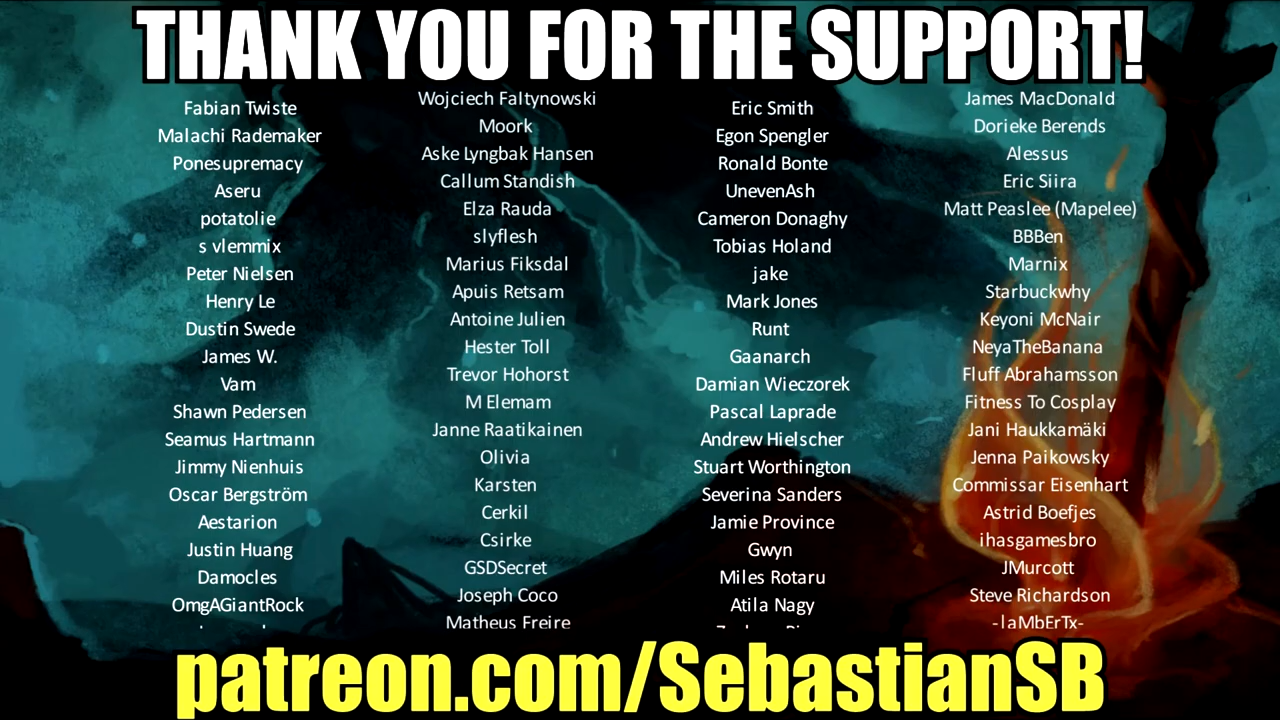 THANK YOU FOR THE SUPPORT!
Fabian Twiste
Malachi Rademaker
Ponesupremacy
Aseru
potatolie
s vlemmix
Peter Nielsen
Henry Le
Dustin Swede
James W.
Vam
Shawn Pedersen
Seamus Hartmann
Jimmy Nienhuis
Oscar Bergström
Aestarion
Justin Huang
Damocles
OmgAGiantRock
Wojciech Faltynowski
Moork
Aske Lyngbak Hansen
Callum Standish
Elza Rauda
slyflesh
Marius Fiksdal
Apuis Retsam
Antoine Julien
Hester Toll
Trevor Hohorst
M Elemam
Janne Raatikainen
Olivia
Karsten
Cerkil
Csirke
GSDSecret
Joseph Coco
Matheus Freire
Eric Smith
Egon Spengler
Ronald Bonte
UnevenAsh
Cameron Donaghy
Tobias Holand
jake
Mark Jones
Runt
Gaanarch
Damian Wieczorek
Pascal Laprade
Andrew Hielscher
Stuart Worthington
Severina Sanders
Jamie Province
Gwyn
Miles Rotaru
Atila Nagy
James MacDonald
Dorieke Berends
Alessus
Eric Siira
Matt Peaslee (Mapelee)
BBBen
Marnix
Starbuckwhy
Keyoni McNair
NeyaTheBanana
Fluff Abrahamsson
Fitness To Cosplay
Jani Haukkamäki
Jenna Paikowsky
Commissar Eisenhart
Astrid Boefjes
ihasgamesbro
JMurcott
Steve Richardson
-laMbErTx-
patreon.com/SebastianSB